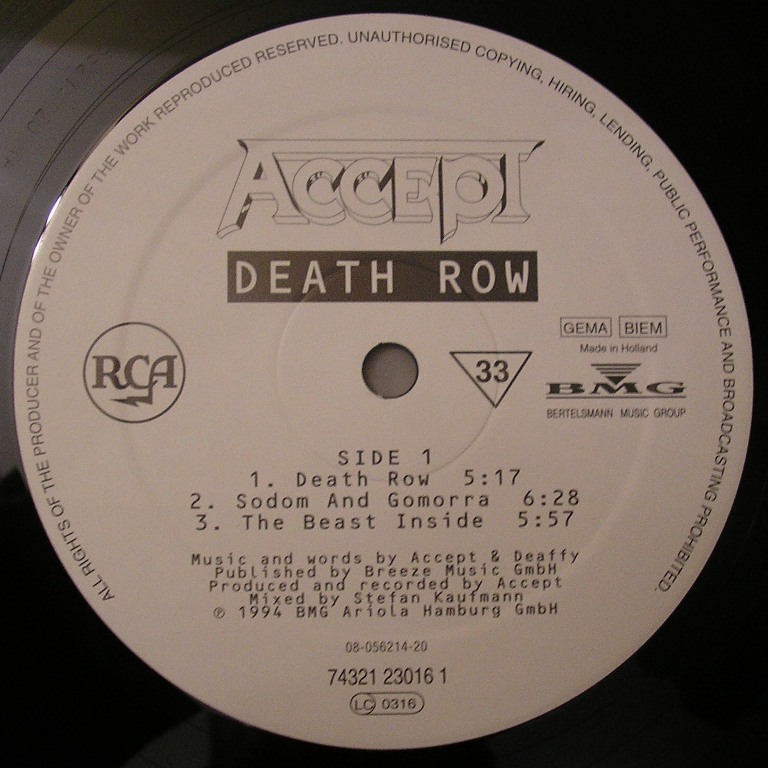 ALL RIGHTS OF THE PRODUCER AND OF THE OWNER OF THE WORK REPRODUCED RESERVED. UNAUTHORISED COPYING, HIRING, LENDING, PUBLIC PERFORMANCE AND BROADCASTING PROHIBITED.
ACCEPT
DEATH ROW
GEMA BIEM
Made in Holland
RCA
33
BMG
BERTELSMANN MUSIC GROUP
SIDE 1
1. Death Row 5:17
2. Sodom And Gomorra 6:28
3. The Beast Inside 5:57
Music and words by Accept & Deaffy
Published by Breeze Music GmbH
Produced and recorded by Accept
Mixed by Stefan Kaufmann
℗ 1994 BMG Ariola Hamburg GmbH
08-056214-20
74321 23016 1
LC 0316